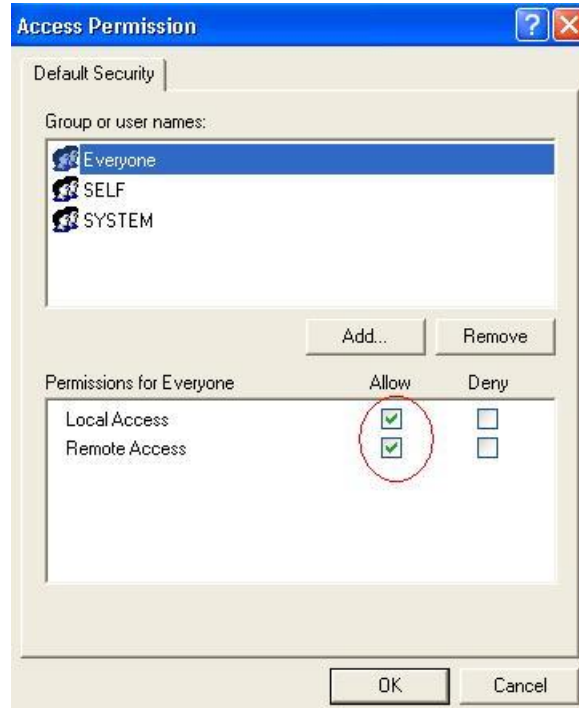 Access Permission
Default Security
Group or user names:
Everyone
SELF
SYSTEM
Add... Remove
Permissions for Everyone Allow Deny
Local Access
Remote Access
OK Cancel